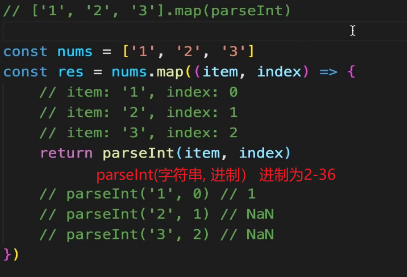 // ['1', '2', '3'].map(parseInt)
const nums = ['1', '2', '3']
const res = nums.map((item, index) => {
// item: '1', index: 0
// item: '2', index: 1
// item: '3', index: 2
return parseInt(item, index)
parseInt(字符串, 进制) 进制为2-36
// parseInt('1', 0) // 1
// parseInt('2', 1) // NaN
// parseInt('3', 2) // NaN
})